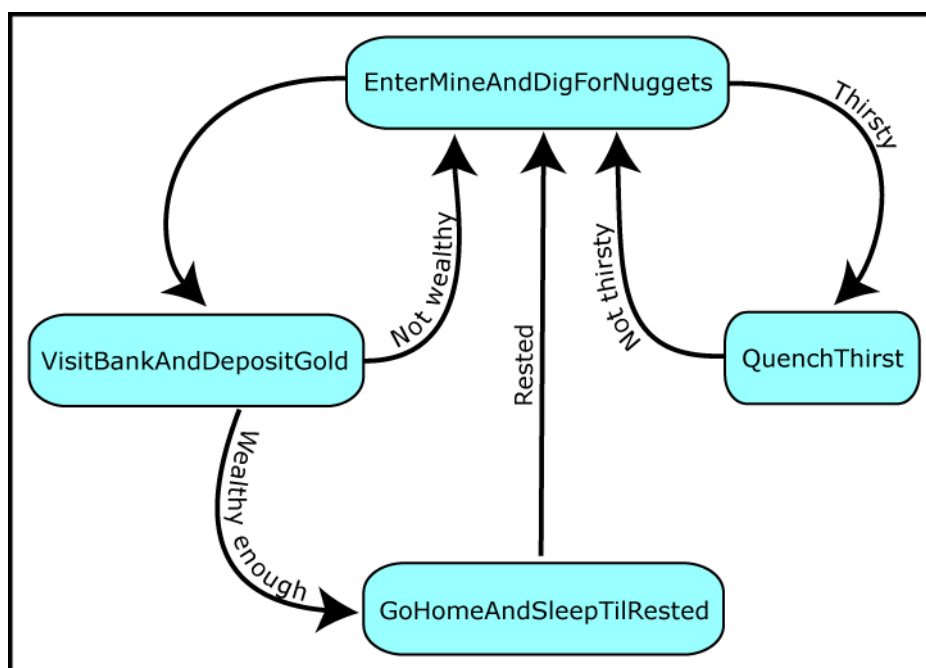 EnterMineAndDigForNuggets
Thirsty
Not wealthy
Not thirsty
VisitBankAndDepositGold
Rested
QuenchThirst
Wealthy enough
GoHomeAndSleepTilRested